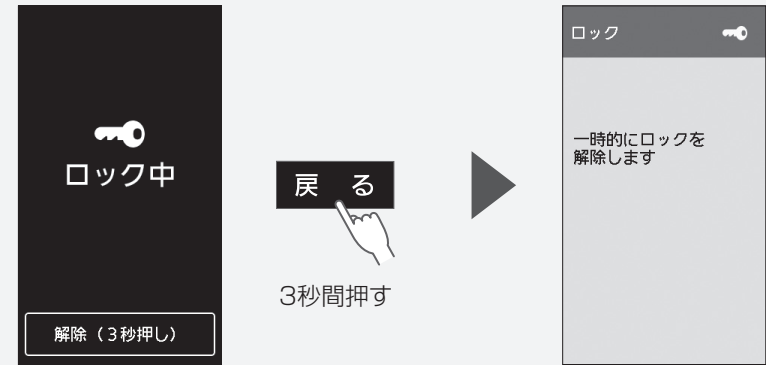 ロック中
解除（３秒押し）
戻　る
3秒間押す
ロック
一時的にロックを
解除します